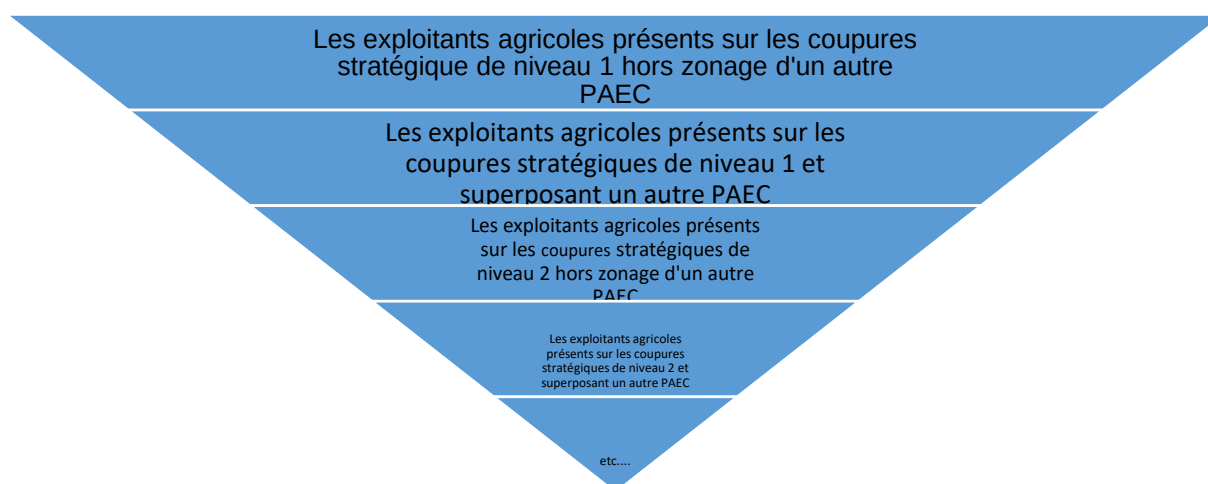 Les exploitants agricoles présents sur les coupures
stratégique de niveau 1 hors zonage d'un autre
PAEC
Les exploitants agricoles présents sur les
coupures stratégiques de niveau 1 et
superposant un autre PAEC
Les exploitants agricoles présents
sur les coupures stratégiques de
niveau 2 hors zonage d'un autre
PAEC
Les exploitants agricoles
présents sur les coupures
stratégiques de niveau 2 et
superposant un autre PAEC
etc....